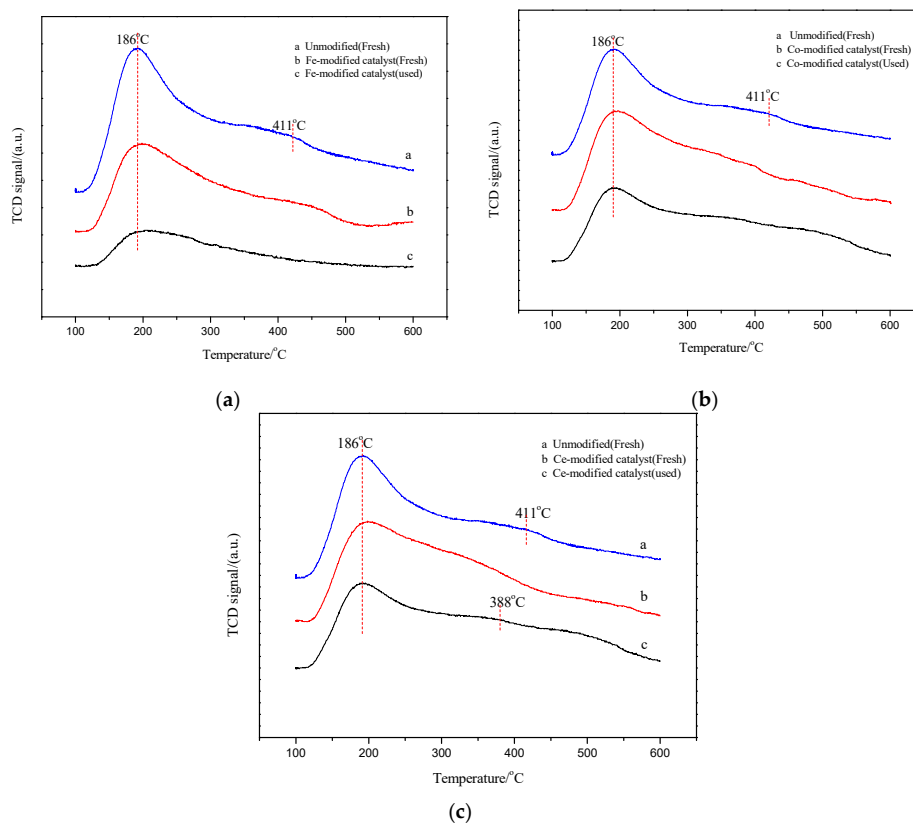 186°C
a Unmodified(Fresh)
b Fe-modified catalyst(Fresh)
c Fe-modified catalyst(used)
411°C
a
b
c
TCD signal/(a.u.)
100 200 300 400 500 600
Temperature/°C
(a)
186°C
a Unmodified(Fresh)
b Co-modified catalyst(Fresh)
c Co-modified catalyst(Used)
411°C
a
b
c
TCD signal/(a.u.)
100 200 300 400 500 600
Temperature/°C
(b)
186°C
a Unmodified(Fresh)
b Ce-modified catalyst(Fresh)
c Ce-modified catalyst(used)
411°C
a
388°C
b
c
TCD signal/(a.u.)
100 200 300 400 500 600
Temperature/°C
(c)